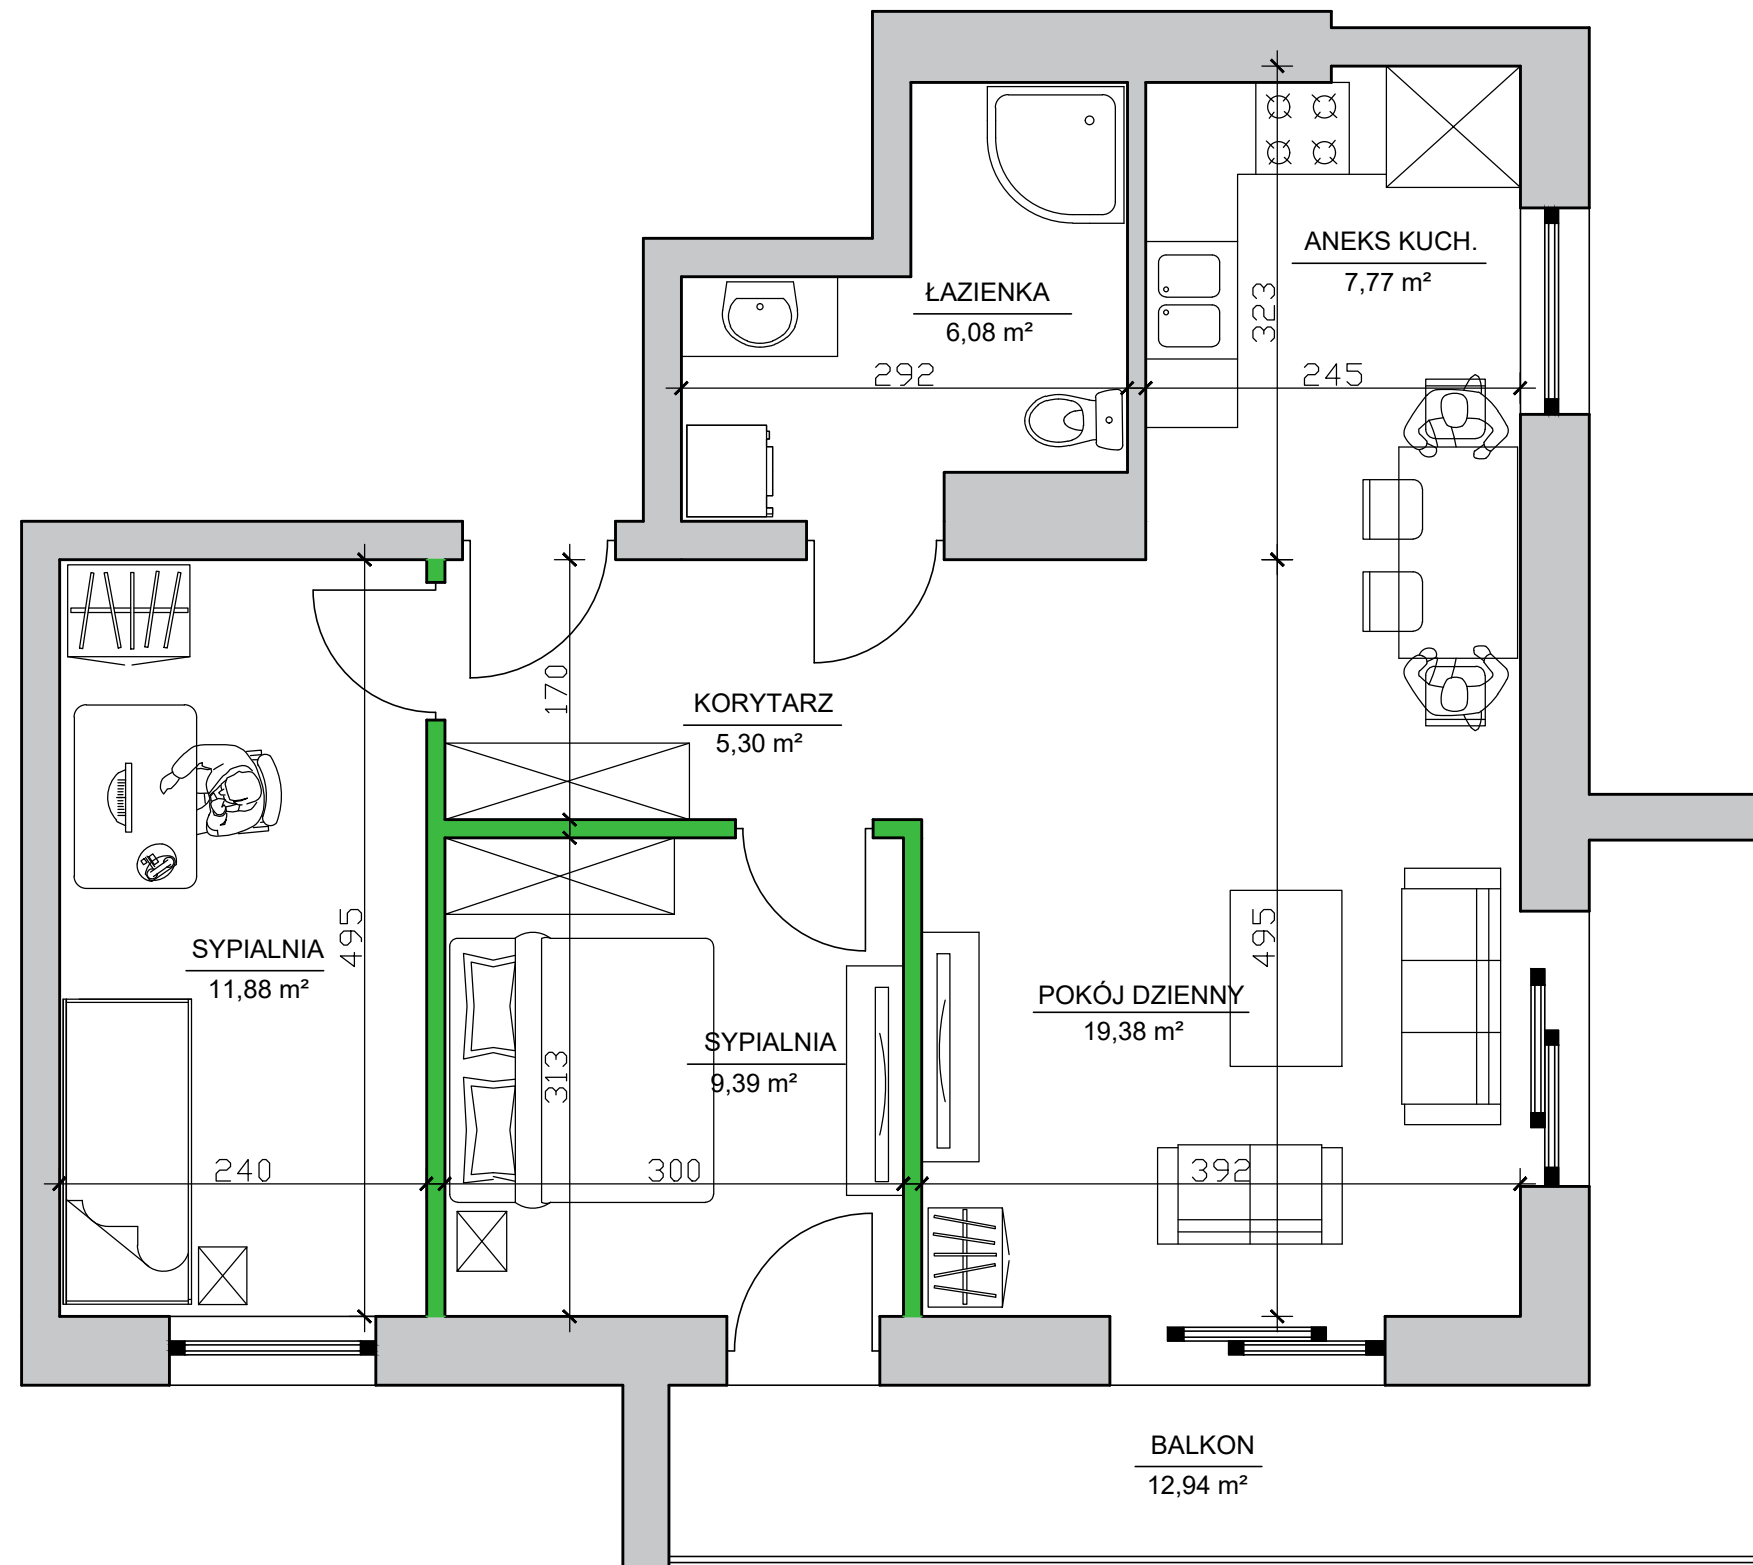 ANEKS KUCH.
7,77 m²
ŁAZIENKA
6,08 m²
323
292
245
170
KORYTARZ
5,30 m²
495
SYPIALNIA
11,88 m²
495
POKÓJ DZIENNY
19,38 m²
SYPIALNIA
9,39 m²
313
240
300
392
BALKON
12,94 m²